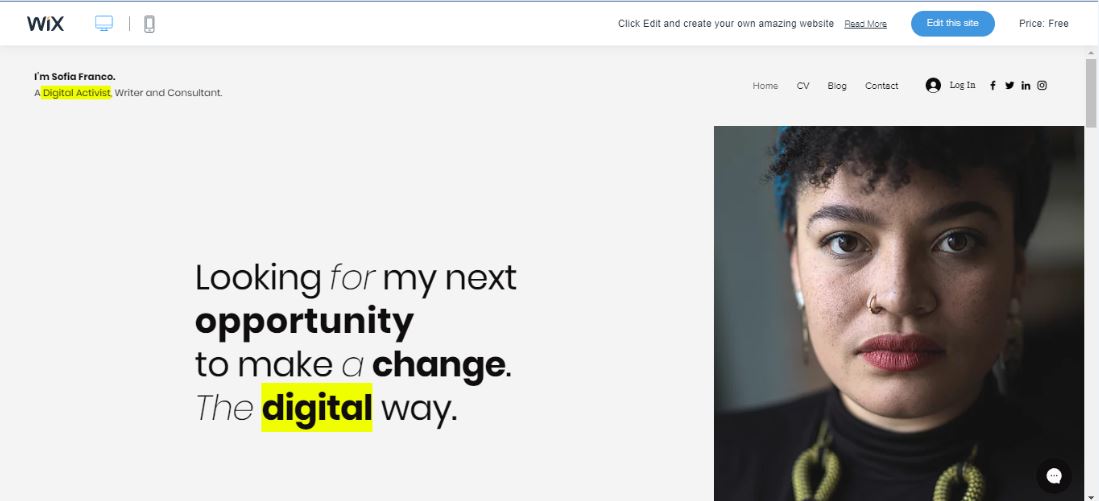 WiX
Click Edit and create your own amazing website Read More Edit this site Price: Free
I'm Sofia Franco.
A Digital Activist, Writer and Consultant.
Home CV Blog Contact Log In
Looking for my next
opportunity
to make a change.
The digital way.